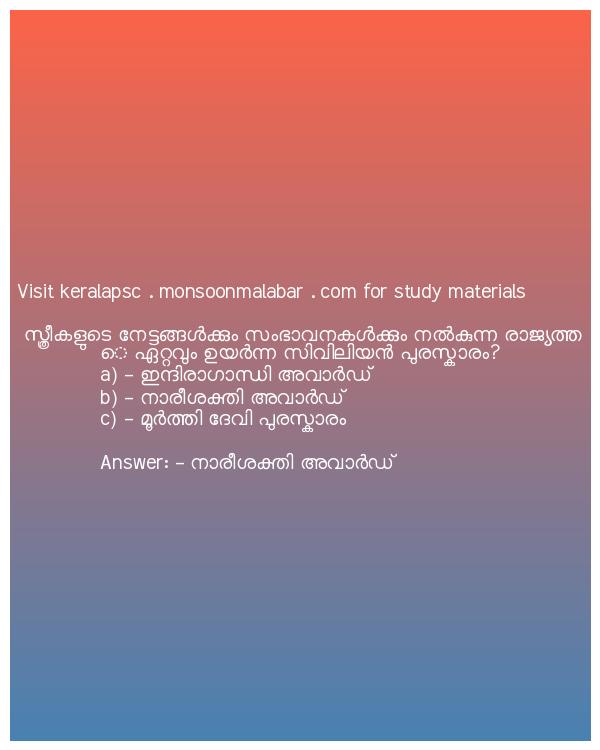 Visit keralapsc . monsoonmalabar . com for study materials
സ്ത്രീകളുടെ നേട്ടങ്ങൾക്കും സംഭാവനകൾക്കും നൽകുന്ന രാജ്യത്ത
െ ഏറ്റവും ഉയർന്ന സിവിലിയൻ പുരസ്കാരം?
a) – ഇന്ദിരാഗാന്ധി അവാർഡ്
b) – നാരീശക്തി അവാർഡ്
c) – മൂർത്തി ദേവി പുരസ്കാരം
Answer: – നാരീശക്തി അവാർഡ്